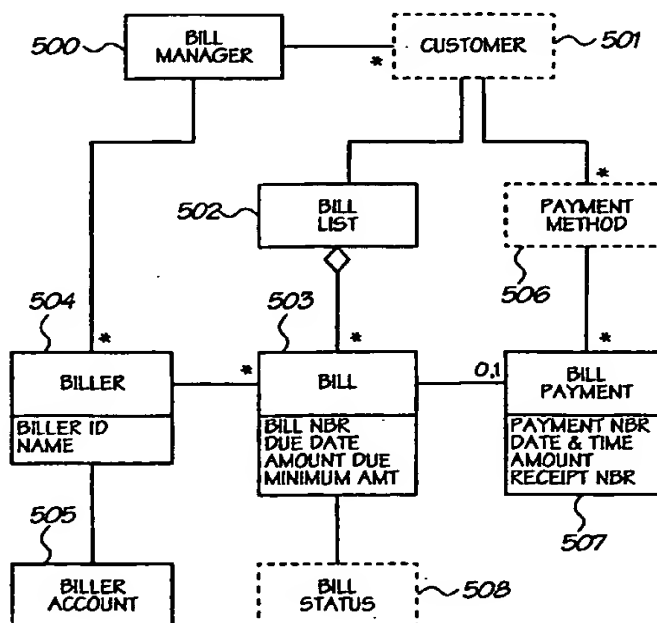 500
BILL
MANAGER
*
CUSTOMER
501
502
BILL
LIST
*
PAYMENT
METHOD
506
504
*
BILLER
BILLER ID
NAME
503
*
*
BILL
BILL NBR
DUE DATE
AMOUNT DUE
MINIMUM AMT
0,1
*
BILL
PAYMENT
PAYMENT NBR
DATE & TIME
AMOUNT
RECEIPT NBR
507
505
BILLER
ACCOUNT
BILL
STATUS
508